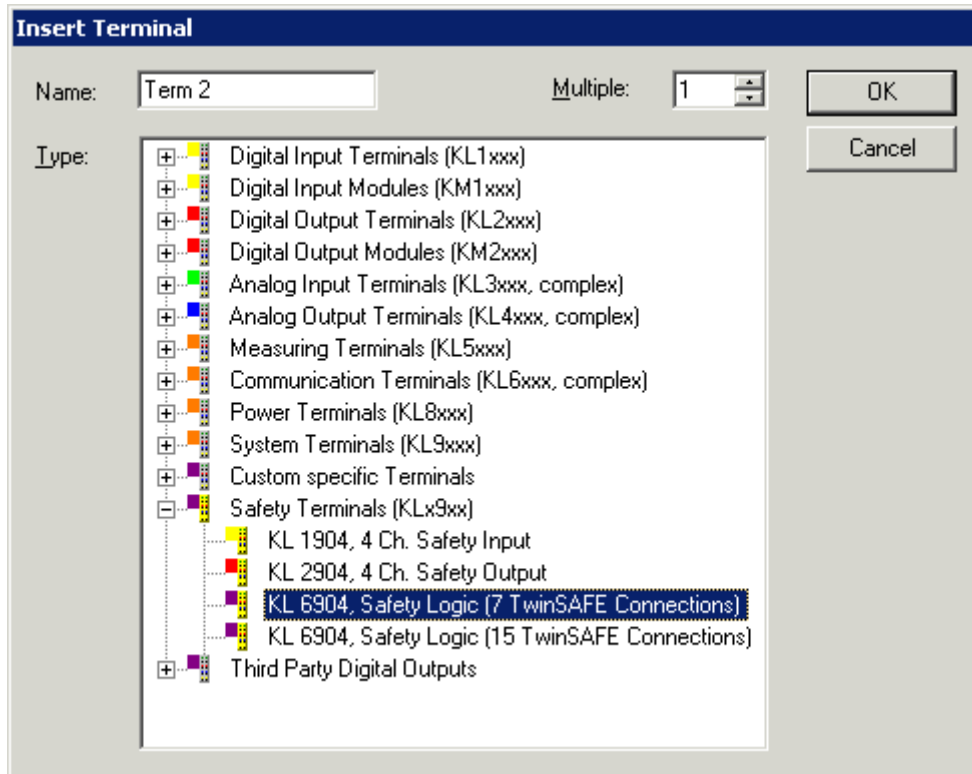 Insert Terminal
Name: Term 2 Multiple: 1 OK
Cancel
Type:
Digital Input Terminals (KL1xxx)
Digital Input Modules (KM1xxx)
Digital Output Terminals (KL2xxx)
Digital Output Modules (KM2xxx)
Analog Input Terminals (KL3xxx, complex)
Analog Output Terminals (KL4xxx, complex)
Measuring Terminals (KL5xxx)
Communication Terminals (KL6xxx, complex)
Power Terminals (KL8xxx)
System Terminals (KL9xxx)
Custom specific Terminals
Safety Terminals (KLx9xx)
KL 1904, 4 Ch. Safety Input
KL 2904, 4 Ch. Safety Output
KL 6904, Safety Logic (7 TwinSAFE Connections)
KL 6904, Safety Logic (15 TwinSAFE Connections)
Third Party Digital Outputs